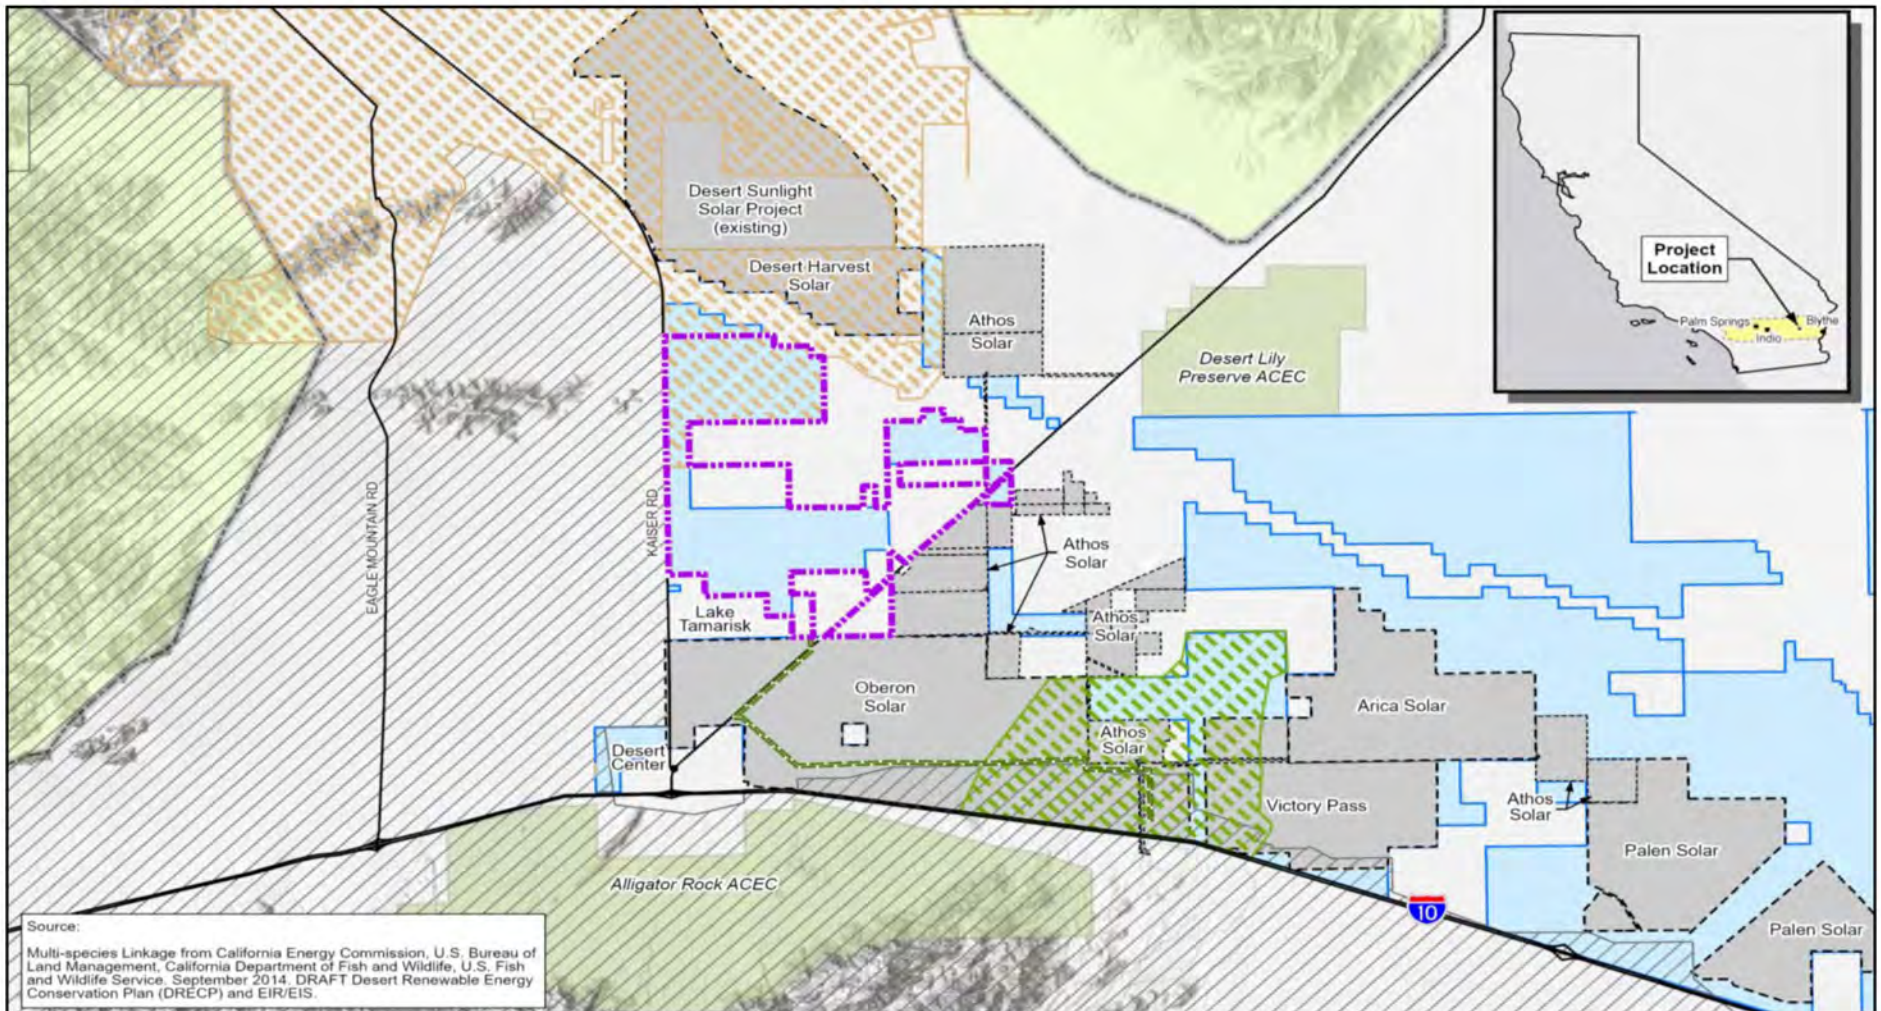 Project
Location
Palm Springs
Blythe
Indio
Desert Sunlight
Solar Project
(existing)
Desert Harvest
Solar
Athos
Solar
Desert Lily
Preserve ACEC
EAGLE MOUNTAIN RD
KAISER RD
Athos
Solar
Lake
Tamarisk
Athos
Solar
Oberon
Solar
Arica Solar
Athos
Solar
Desert
Center
Victory Pass
Athos
Solar
Palen Solar
Alligator Rock ACEC
10
Palen Solar
Source:
Multi-species Linkage from California Energy Commission, U.S. Bureau of
Land Management, California Department of Fish and Wildlife, U.S. Fish
and Wildlife Service. September 2014. DRAFT Desert Renewable Energy
Conservation Plan (DRECP) and EIR/EIS.